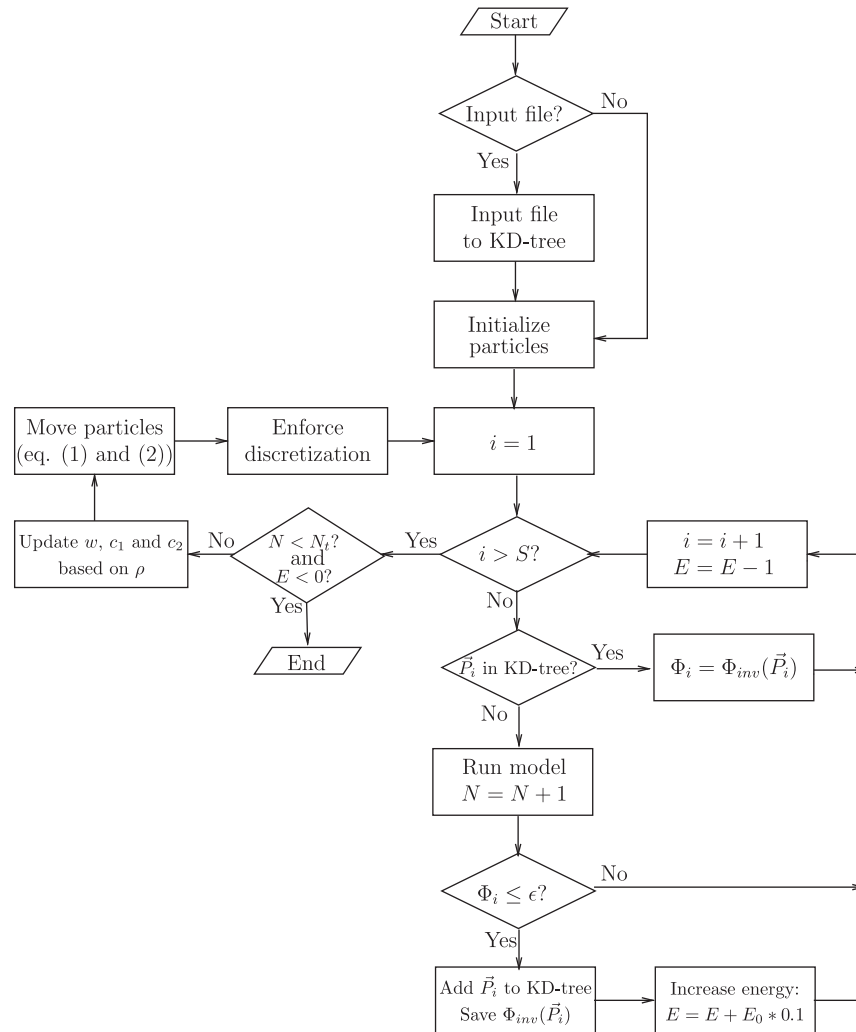 Start
Input file?
No
Yes
Input file
to KD-tree
Initialize
particles
Move particles
(eq. (1) and (2))
Enforce
discretization
i = 1
Update w, c₁ and c₂
based on ρ
No
N < Nₜ?
and
E < 0?
Yes
Yes
i > S?
No
i = i + 1
E = E − 1
End
P⃗ᵢ in KD-tree?
Yes
Φᵢ = Φᵢₙᵥ(P⃗ᵢ)
No
Run model
N = N + 1
Φᵢ ≤ ϵ?
No
Yes
Add P⃗ᵢ to KD-tree
Save Φᵢₙᵥ(P⃗ᵢ)
Increase energy:
E = E + E₀ ∗ 0.1